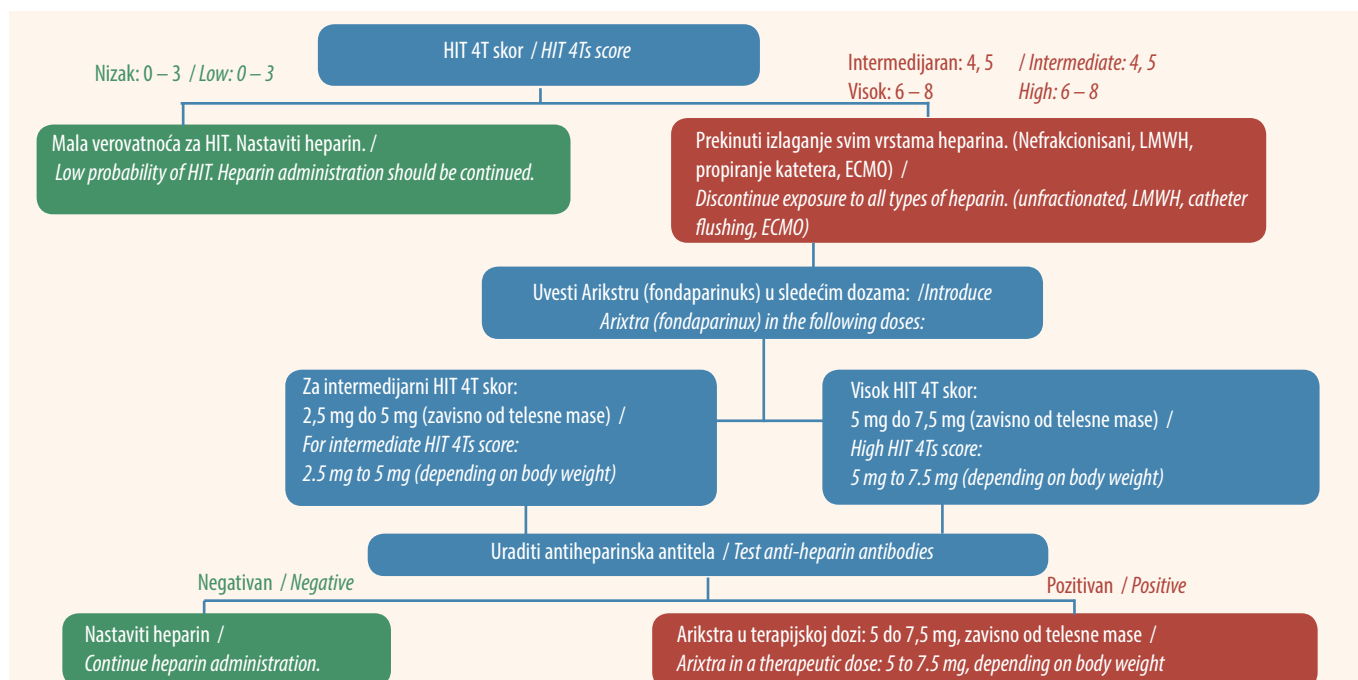 HIT 4T skor / HIT 4Ts score
Nizak: 0 – 3 / Low: 0 – 3
Intermedijaran: 4, 5 / Intermediate: 4, 5
Visok: 6 – 8 High: 6 – 8
Mala verovatnoća za HIT. Nastaviti heparin. /
Low probability of HIT. Heparin administration should be continued.
Prekinuti izlaganje svim vrstama heparina. (Nefrakcionisani, LMWH,
propiranje katetera, ECMO) /
Discontinue exposure to all types of heparin. (unfractionated, LMWH, catheter
flushing, ECMO)
Uvesti Arikstru (fondaparinuks) u sledećim dozama: /Introduce
Arixtra (fondaparinux) in the following doses:
Za intermedijarni HIT 4T skor:
2,5 mg do 5 mg (zavisno od telesne mase) /
For intermediate HIT 4Ts score:
2.5 mg to 5 mg (depending on body weight)
Visok HIT 4T skor:
5 mg do 7,5 mg (zavisno od telesne mase) /
High HIT 4Ts score:
5 mg to 7.5 mg (depending on body weight)
Uraditi antiheparinska antitela / Test anti-heparin antibodies
Negativan / Negative
Pozitivan / Positive
Nastaviti heparin /
Continue heparin administration.
Arikstra u terapijskoj dozi: 5 do 7,5 mg, zavisno od telesne mase /
Arixtra in a therapeutic dose: 5 to 7.5 mg, depending on body weight